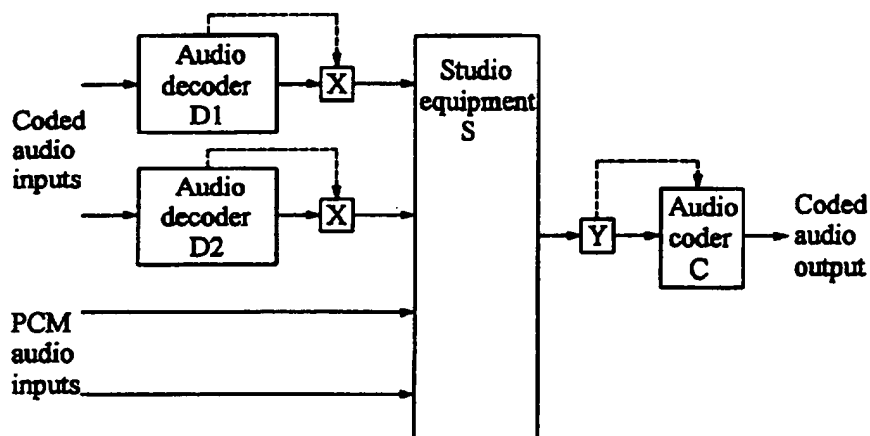 Audio
decoder
D1
X
Studio
equipment
S
Coded
audio
inputs
Audio
decoder
D2
X
Y
Audio
coder
C
Coded
audio
output
PCM
audio
inputs